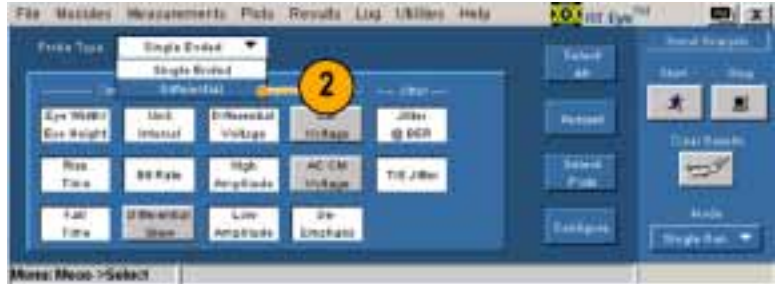 File Modules Measurements Plots Results Log Utilities Help
RT Eye
Probe Type
Single Ended
Single Ended
Differential
2
Jitter
Eye Width/
Eye Height
Unit
Interval
Differential
Voltage
Voltage
Jitter
@ BER
Rise
Time
Bit Rate
High
Amplitude
AC CM
Voltage
TIE Jitter
Fall
Time
Differential
Skew
Low
Amplitude
De-
Emphasis
Select
All
Select
Configure
Start
Stop
Clear Results
Mode
Single Run
Menu: Meas->Select